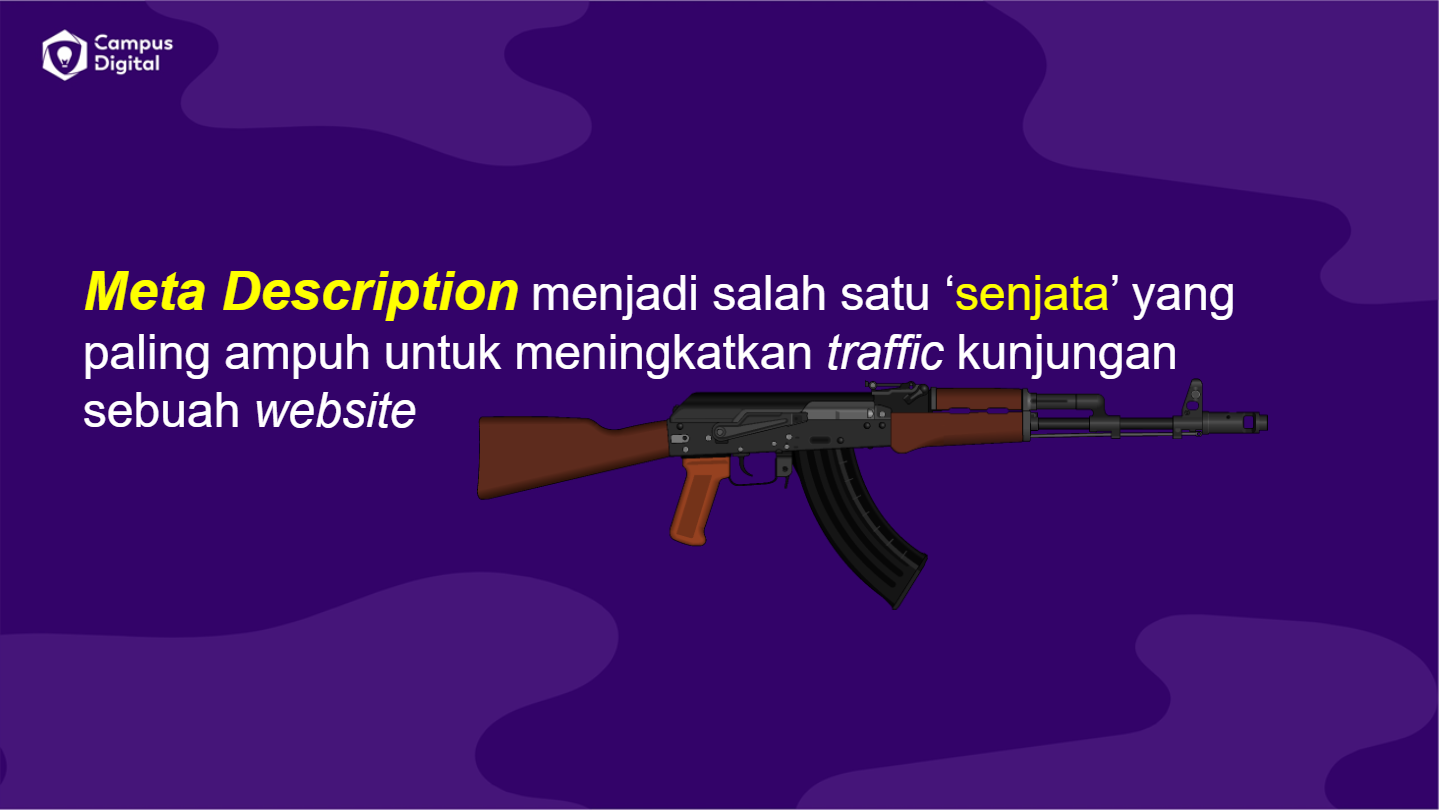 Campus
Digital
Meta Description menjadi salah satu ‘senjata’ yang
paling ampuh untuk meningkatkan traffic kunjungan
sebuah website